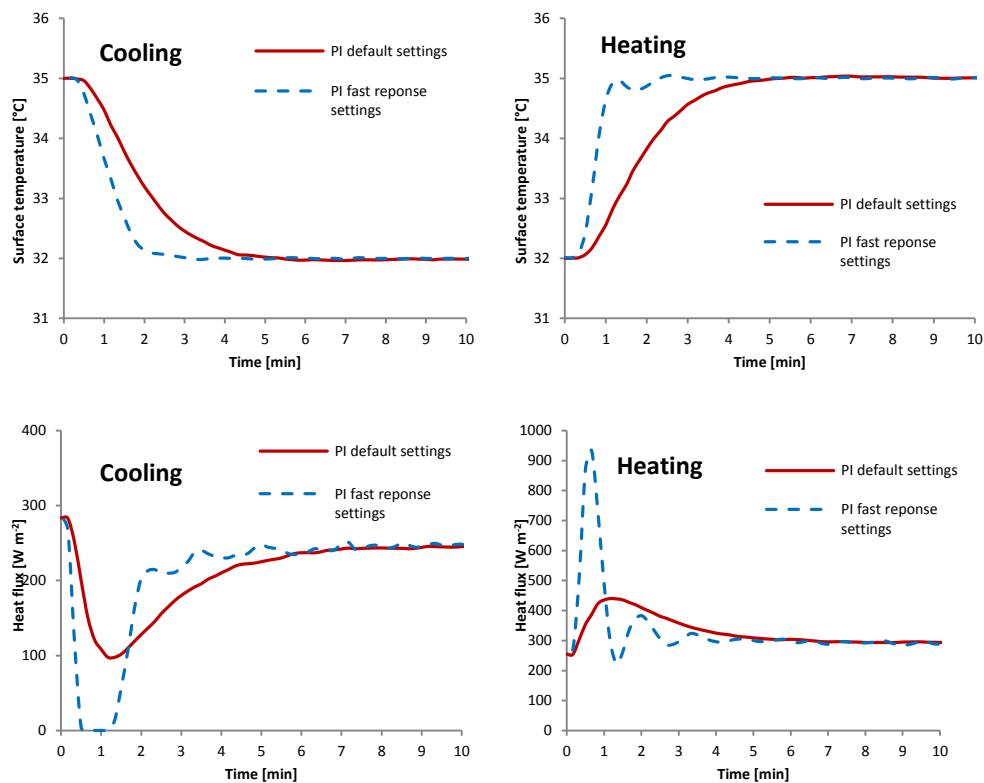 Cooling
PI default settings
PI fast reponse
settings
Surface temperature [°C]
36
35
34
33
32
31
0 1 2 3 4 5 6 7 8 9 10
Time [min]
Heating
PI default settings
PI fast reponse
settings
Surface temperature [°C]
36
35
34
33
32
31
0 1 2 3 4 5 6 7 8 9 10
Time [min]
Cooling
PI default settings
PI fast reponse
settings
Heat flux [W m⁻²]
400
300
200
100
0
0 1 2 3 4 5 6 7 8 9 10
Time [min]
Heating
PI default settings
PI fast reponse
settings
Heat flux [W m⁻²]
1000
900
800
700
600
500
400
300
200
100
0
0 1 2 3 4 5 6 7 8 9 10
Time [min]